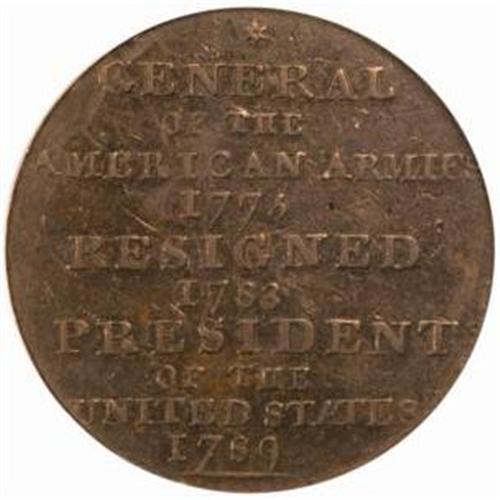 GENERAL
OF THE
AMERICAN ARMIES
1775
RESIGNED
1783
PRESIDENT
OF THE
UNITED STATES
1789